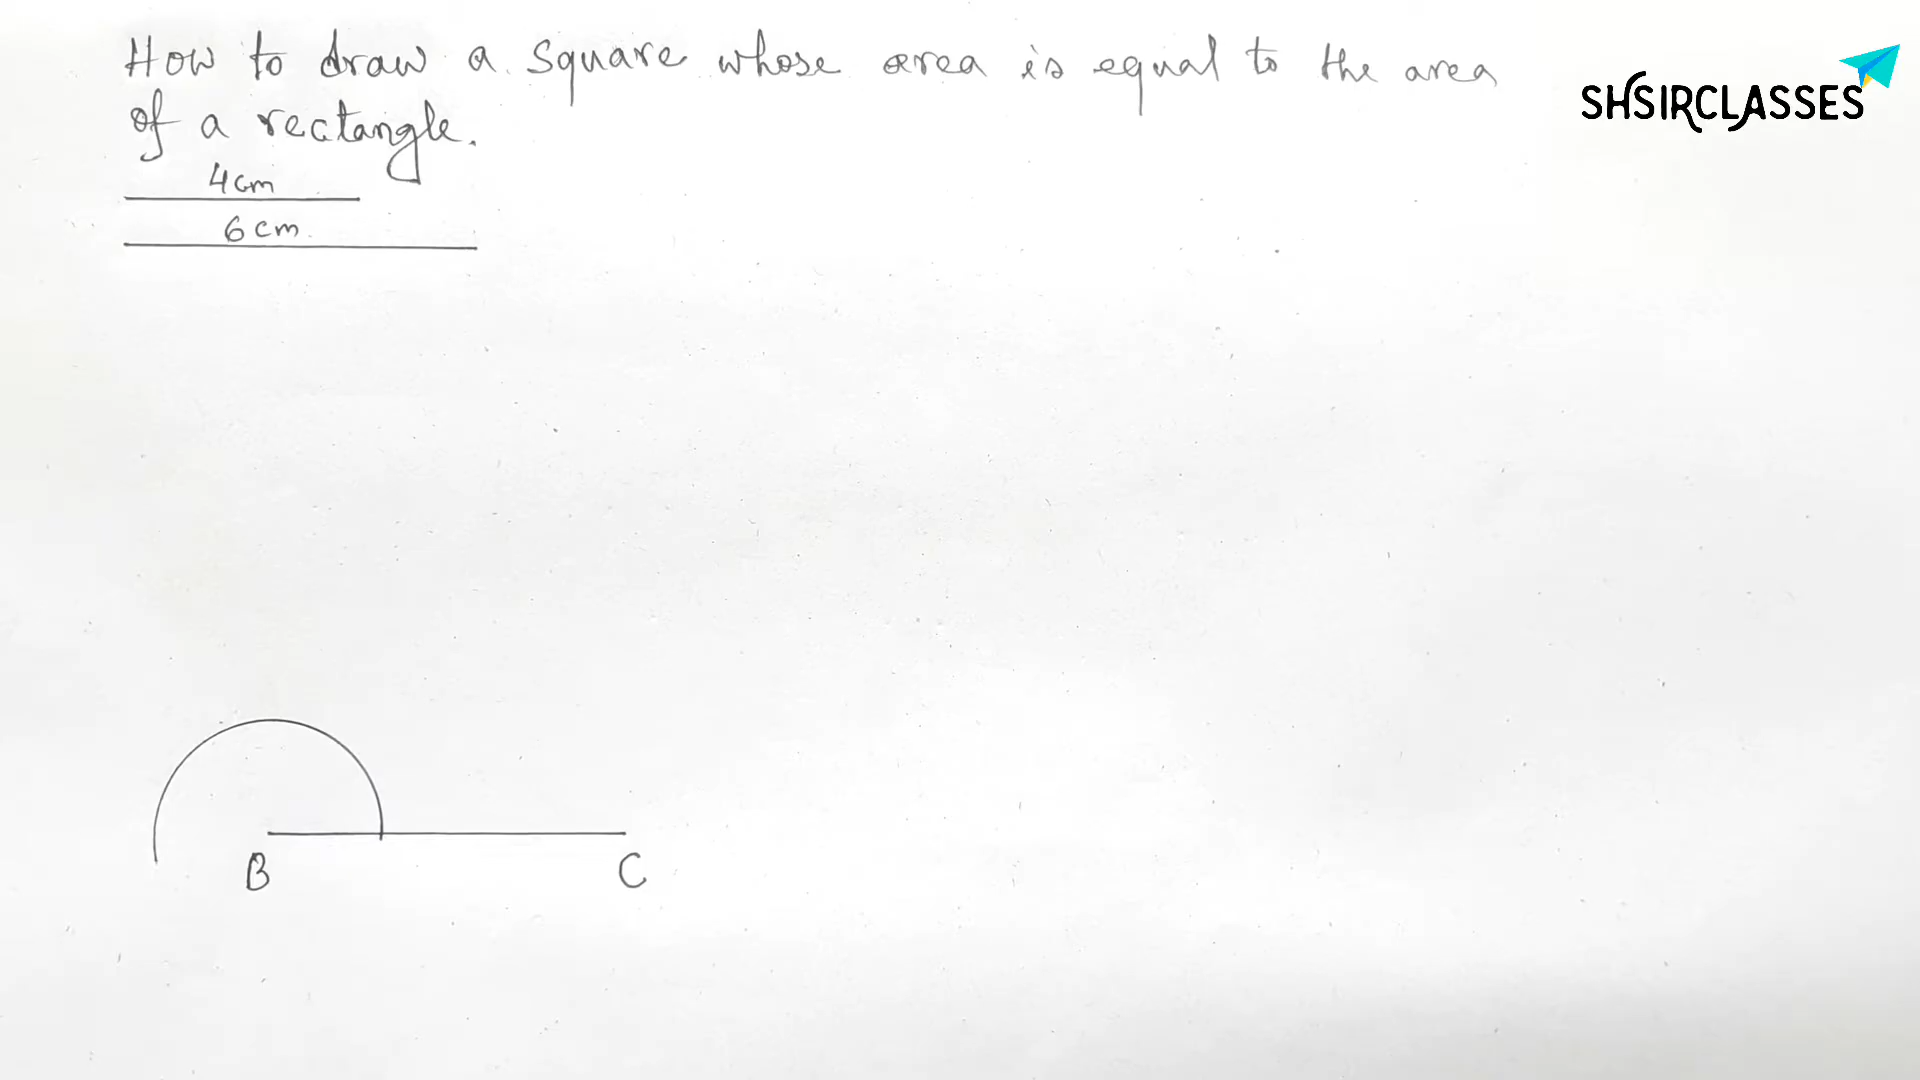 How to draw a square whose area is equal to the area
of a rectangle.
4cm
6cm.
SHSIRCLASSES
B
C